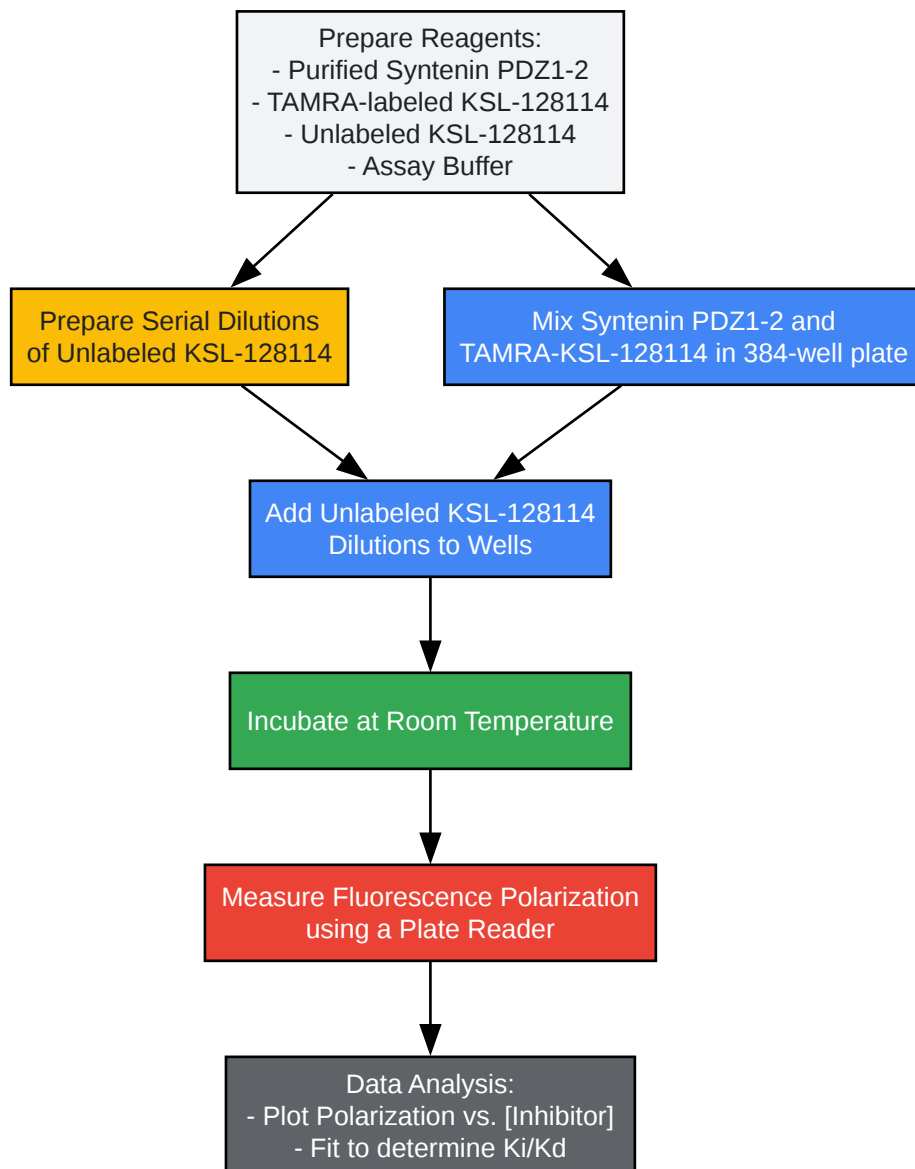 Prepare Reagents:
- Purified Syntenin PDZ1-2
- TAMRA-labeled KSL-128114
- Unlabeled KSL-128114
- Assay Buffer
Prepare Serial Dilutions
of Unlabeled KSL-128114
Mix Syntenin PDZ1-2 and
TAMRA-KSL-128114 in 384-well plate
Add Unlabeled KSL-128114
Dilutions to Wells
Incubate at Room Temperature
Measure Fluorescence Polarization
using a Plate Reader
Data Analysis:
- Plot Polarization vs. [Inhibitor]
- Fit to determine Ki/Kd